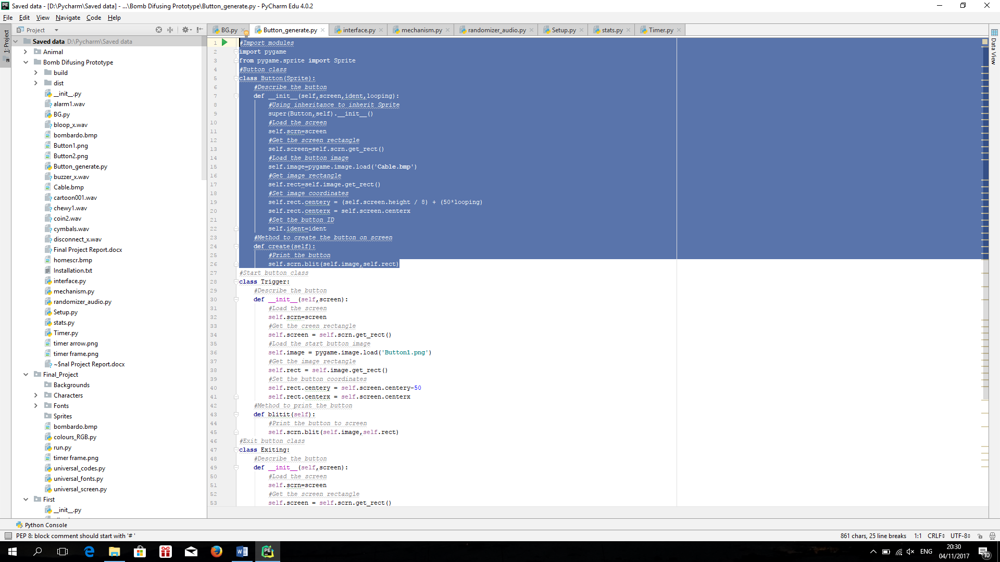 Saved data - [D:\Pycharm\Saved data] - ...\Bomb Difusing Prototype\Button_generate.py - PyCharm Edu 4.0.2
File Edit View Navigate Code Help
Project
BG.py Button_generate.py interface.py mechanism.py randomizer_audio.py Setup.py stats.py Timer.py
1: Project
Data View
Saved data D:\Pycharm\Saved data
Animal
Bomb Difusing Prototype
build
dist
__init__.py
alarm1.wav
BG.py
bloop_x.wav
bombardo.bmp
Button1.png
Button2.png
Button_generate.py
buzzer_x.wav
Cable.bmp
cartoon001.wav
chewy1.wav
coin2.wav
cymbals.wav
disconnect_x.wav
Final Project Report.docx
homescr.bmp
Installation.txt
interface.py
mechanism.py
randomizer_audio.py
Setup.py
stats.py
Timer.py
timer arrow.png
timer frame.png
~$nal Project Report.docx
Final_Project
Backgrounds
Characters
Fonts
Sprites
bombardo.bmp
colours_RGB.py
run.py
timer frame.png
universal_codes.py
universal_fonts.py
universal_screen.py
First
__init__.py
1 #Import modules
2 import pygame
3 from pygame.sprite import Sprite
4 #Button class
5 class Button(Sprite):
6 #Describe the button
7 def __init__(self,screen,ident,looping):
8 #Using inheritance to inherit Sprite
9 super(Button,self).__init__()
10 #Load the screen
11 self.scrn=screen
12 #Get the screen rectangle
13 self.screen=self.scrn.get_rect()
14 #Load the button image
15 self.image=pygame.image.load('Cable.bmp')
16 #Get image rectangle
17 self.rect=self.image.get_rect()
18 #Set image coordinates
19 self.rect.centery = (self.screen.height / 8) + (50*looping)
20 self.rect.centerx = self.screen.centerx
21 #Set the button ID
22 self.ident=ident
23 #Method to create the button on screen
24 def create(self):
25 #Print the button
26 self.scrn.blit(self.image,self.rect)
27 #Start button class
28 class Trigger:
29 #Describe the button
30 def __init__(self,screen):
31 #Load the screen
32 self.scrn=screen
33 #Get the creen rectangle
34 self.screen = self.scrn.get_rect()
35 #Load the start button image
36 self.image = pygame.image.load('Button1.png')
37 #Get the image rectangle
38 self.rect = self.image.get_rect()
39 #Set the button coordinates
40 self.rect.centery = self.screen.centery-50
41 self.rect.centerx = self.screen.centerx
42 #Method to print the button
43 def blitit(self):
44 #Print the button to screen
45 self.scrn.blit(self.image,self.rect)
46 #Exit button class
47 class Exiting:
48 #Describe the button
49 def __init__(self,screen):
50 #Load the screen
51 self.scrn=screen
52 #Get the screen rectangle
53 self.screen = self.scrn.get_rect()
Python Console
PEP 8: block comment should start with '# '
861 chars, 25 line breaks 1:1 CRLF UTF-8
ENG
20:30
04/11/2017
10